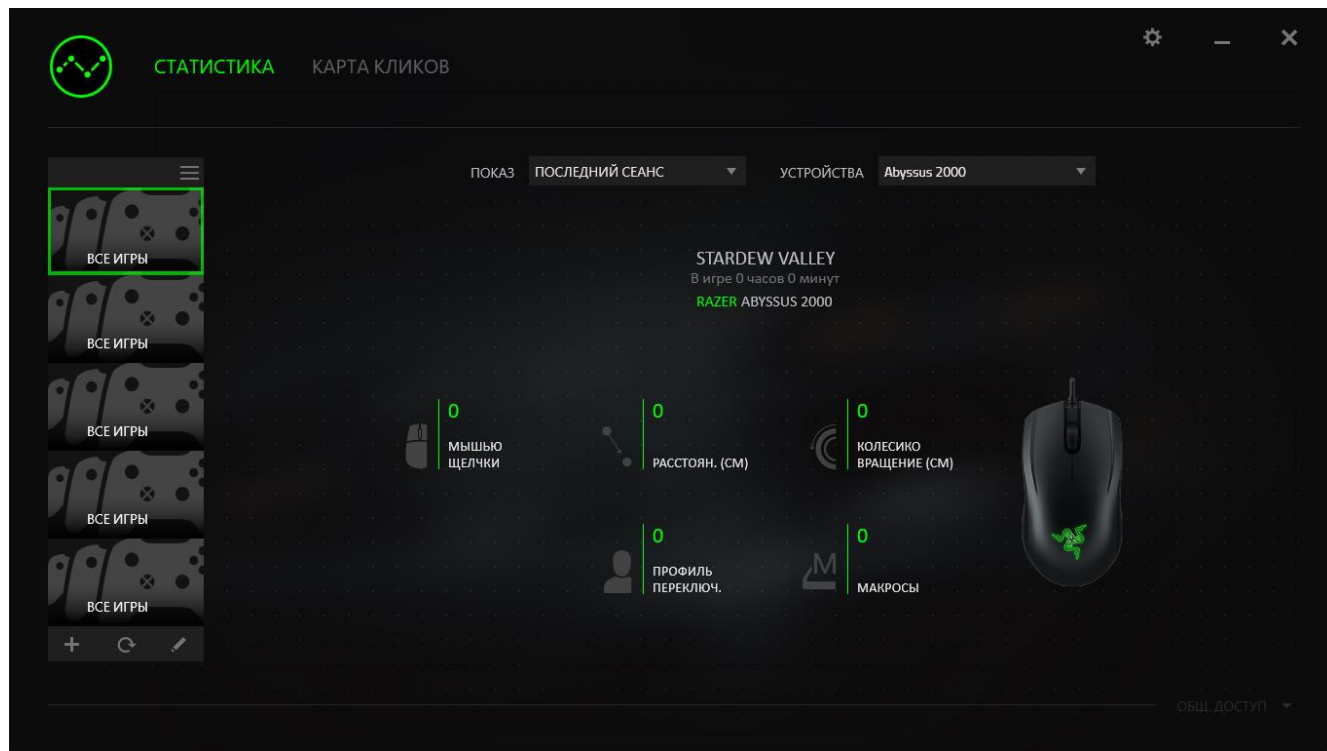 СТАТИСТИКА КАРТА КЛИКОВ
ПОКАЗ ПОСЛЕДНИЙ СЕАНС УСТРОЙСТВА Abyssus 2000
ВСЕ ИГРЫ
ВСЕ ИГРЫ
ВСЕ ИГРЫ
ВСЕ ИГРЫ
ВСЕ ИГРЫ
STARDEW VALLEY
В игре 0 часов 0 минут
RAZER ABYSSUS 2000
0
МЫШЬЮ
ЩЕЛЧКИ
0
РАССТОЯН. (СМ)
0
КОЛЕСИКО
ВРАЩЕНИЕ (СМ)
0
ПРОФИЛЬ
ПЕРЕКЛЮЧ.
0
M
МАКРОСЫ
ОБЩ. ДОСТУП